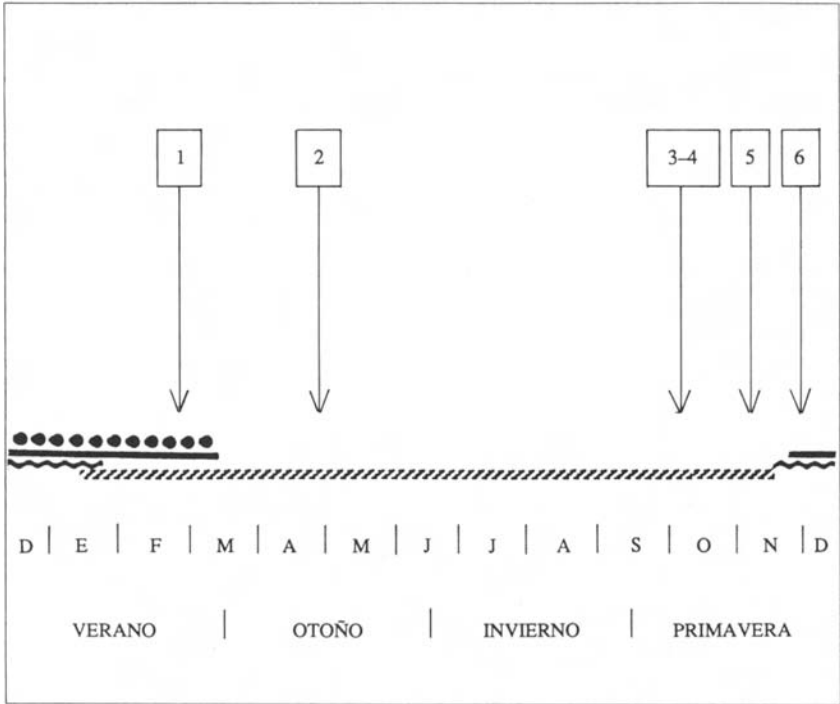 1 2 3–4 5 6
D | E | F | M | A | M | J | J | A | S | O | N | D
VERANO | OTOÑO | INVIERNO | PRIMAVERA